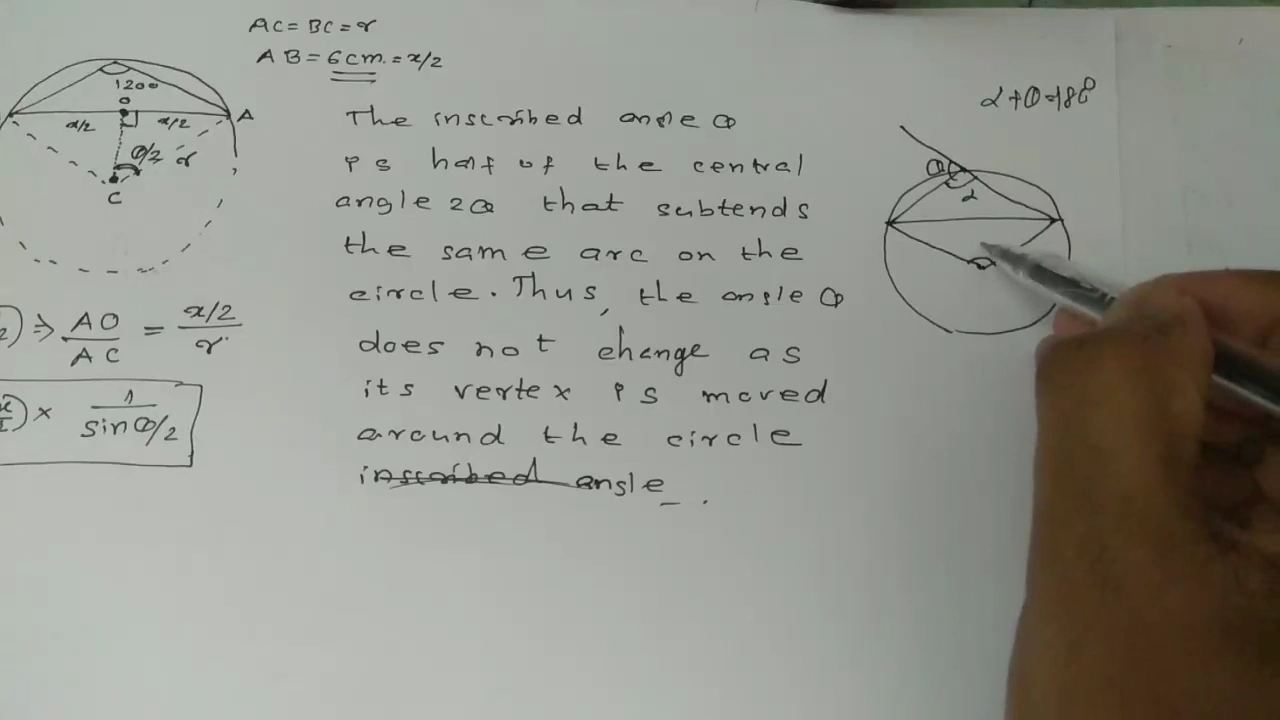 AC = BC = r
AB = 6cm. = x/2
120°
O
A
x/2 x/2
θ/2 r
C
2) ⇒ AO/AC = x/2/r
) × 1/sin θ/2
The inscribed angle θ
is half of the central
angle 2θ that subtends
the same arc on the
circle. Thus, the angle θ
does not change as
its vertex is moved
around the circle
inscribed angle.
α + θ = 180
θ
α